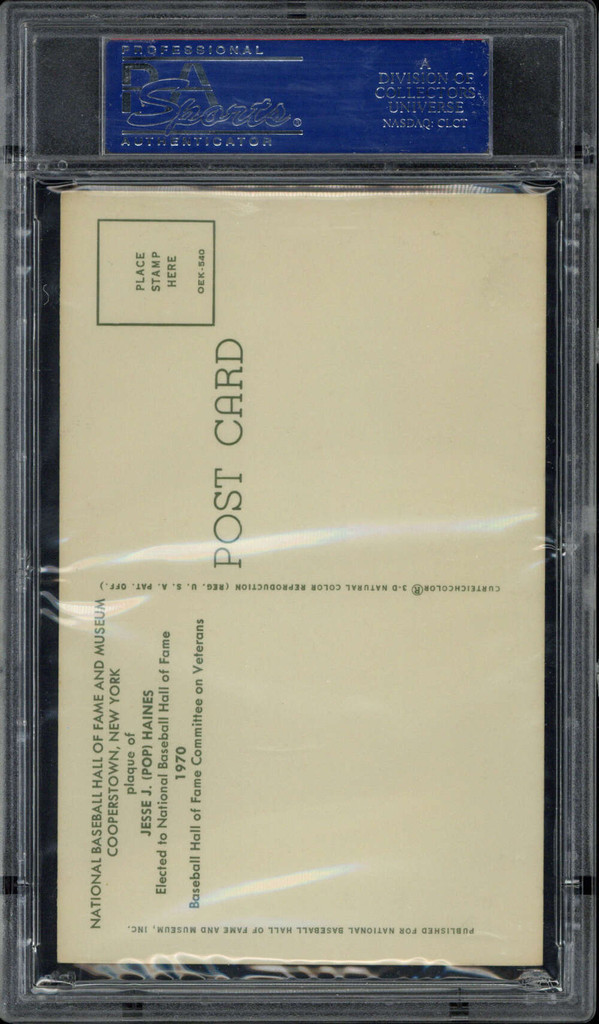 PROFESSIONAL
PSA
Sports®
AUTHENTICATOR
A
DIVISION OF
COLLECTORS
UNIVERSE
NASDAQ: CLCT
PLACE
STAMP
HERE
OEK-540
POST CARD
CURTEICHCOLOR® 3-D NATURAL COLOR REPRODUCTION (REG. U. S. A. PAT. OFF.)
NATIONAL BASEBALL HALL OF FAME AND MUSEUM
COOPERSTOWN, NEW YORK
plaque of
JESSE J. (POP) HAINES
Elected to National Baseball Hall of Fame
1970
Baseball Hall of Fame Committee on Veterans
PUBLISHED FOR NATIONAL BASEBALL HALL OF FAME AND MUSEUM, INC.